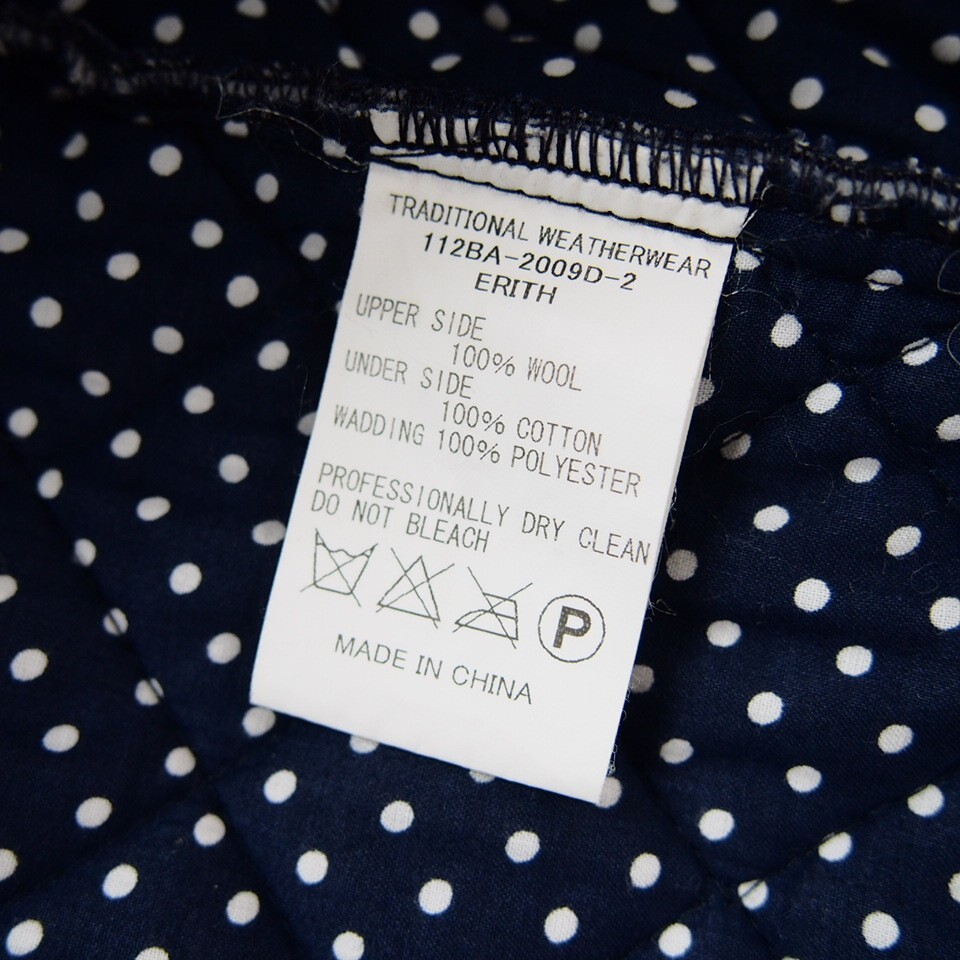 TRADITIONAL WEATHERWEAR
112BA-2009D-2
ERITH
UPPER SIDE
100% WOOL
UNDER SIDE
100% COTTON
WADDING 100% POLYESTER
PROFESSIONALLY DRY CLEAN
DO NOT BLEACH
P
MADE IN CHINA